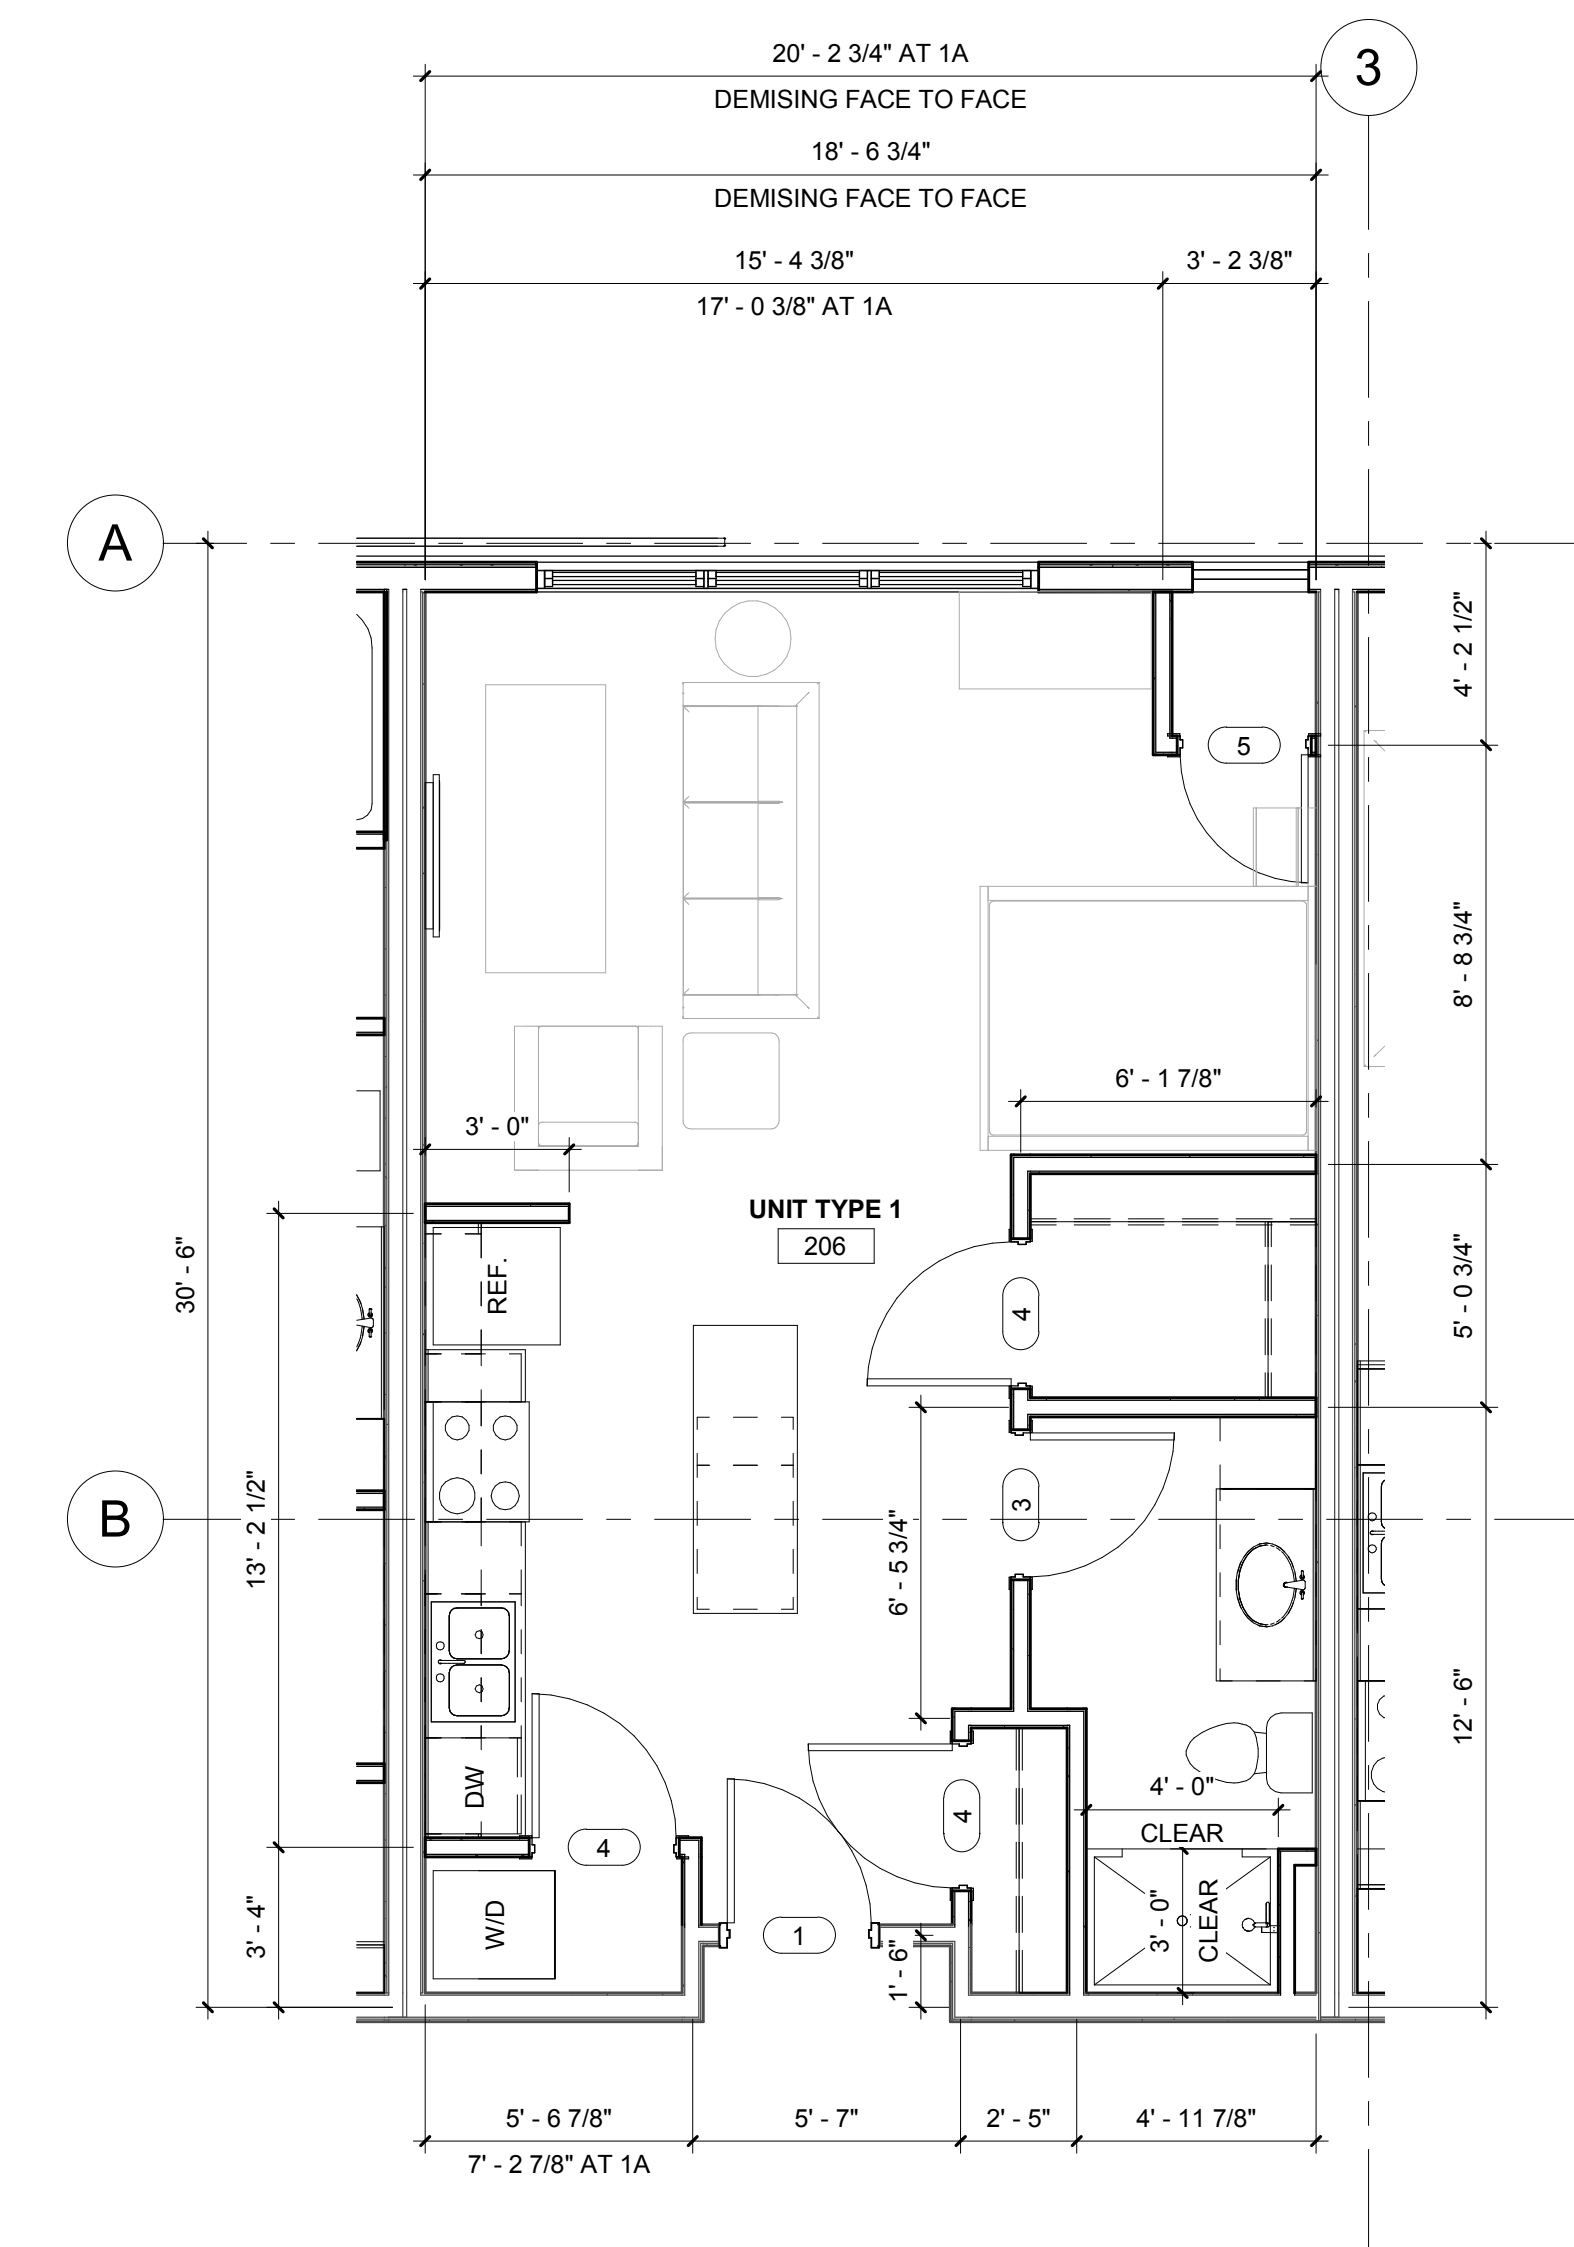 20' - 2 3/4" AT 1A
3
DEMISING FACE TO FACE
18' - 6 3/4"
DEMISING FACE TO FACE
15' - 4 3/8"
3' - 2 3/8"
17' - 0 3/8" AT 1A
A
4' - 2 1/2"
5
8' - 8 3/4"
6' - 1 7/8"
3' - 0"
UNIT TYPE 1
206
30' - 6"
REF.
4
5' - 0 3/4"
13' - 2 1/2"
B
3
6' - 5 3/4"
12' - 6"
DW
4' - 0"
CLEAR
4
4
3' - 4"
W/D
1
1' - 6"
3' - 0"
CLEAR
5' - 6 7/8"
5' - 7"
2' - 5"
4' - 11 7/8"
7' - 2 7/8" AT 1A